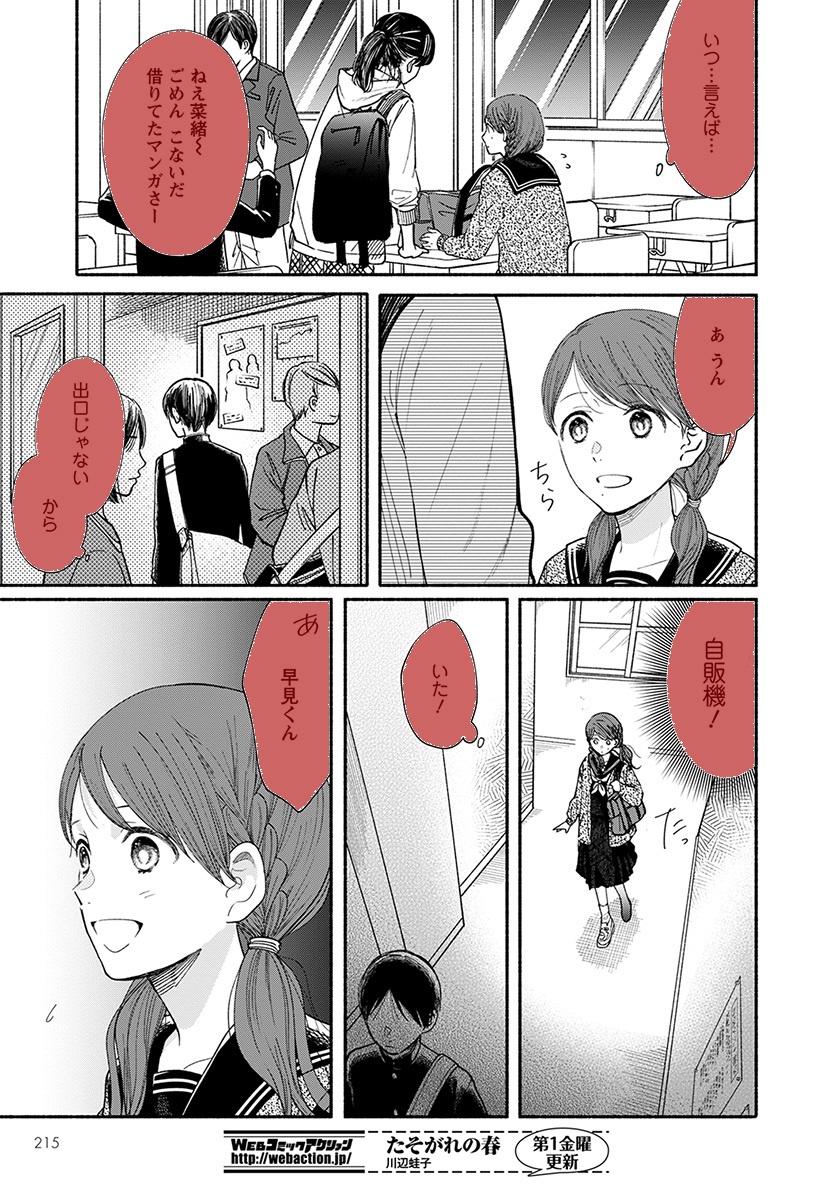 いつ…言えば…
ねえ菜緒〜
ごめん こないだ
借りてたマンガさー
あ うん
ちら
出口じゃない
から
自販機！
だっ
いた！
あ
早見くん
215
WEBコミックアクション
http://webaction.jp/
たそがれの春
川辺蛙子
第1金曜
更新